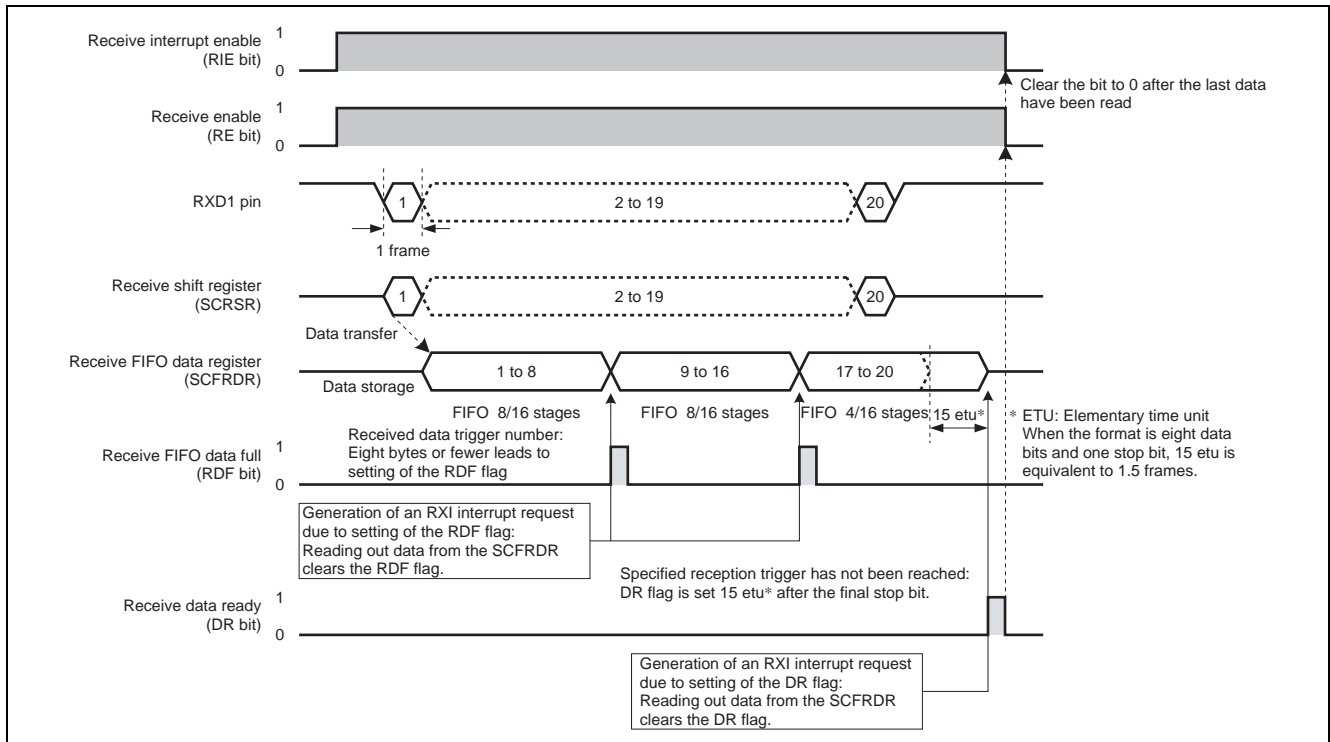 Receive interrupt enable
(RIE bit)
1
0
Clear the bit to 0 after the last data
have been read
Receive enable
(RE bit)
1
0
RXD1 pin
1
2 to 19
20
1 frame
Receive shift register
(SCRSR)
1
2 to 19
20
Data transfer
Receive FIFO data register
(SCFRDR)
Data storage
1 to 8
9 to 16
17 to 20
FIFO 8/16 stages
FIFO 8/16 stages
FIFO 4/16 stages
15 etu*
* ETU: Elementary time unit
When the format is eight data
bits and one stop bit, 15 etu is
equivalent to 1.5 frames.
Received data trigger number:
Eight bytes or fewer leads to
setting of the RDF flag
Receive FIFO data full
(RDF bit)
1
0
Generation of an RXI interrupt request
due to setting of the RDF flag:
Reading out data from the SCFRDR
clears the RDF flag.
Specified reception trigger has not been reached:
DR flag is set 15 etu* after the final stop bit.
Receive data ready
(DR bit)
1
0
Generation of an RXI interrupt request
due to setting of the DR flag:
Reading out data from the SCFRDR
clears the DR flag.